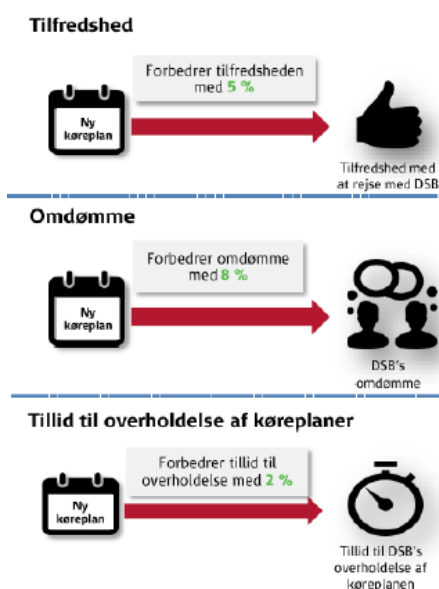 Tilfredshed
Forbedrer tilfredsheden
med 5 %
Ny
køreplan
Tilfredshed med
at rejse med DSB
Omdømme
Forbedrer omdømme
med 8 %
Ny
køreplan
DSB's
omdømme
Tillid til overholdelse af køreplaner
Forbedrer tillid til
overholdelse med 2 %
Ny
køreplan
Tillid til DSB's
overholdelse af
køreplanen